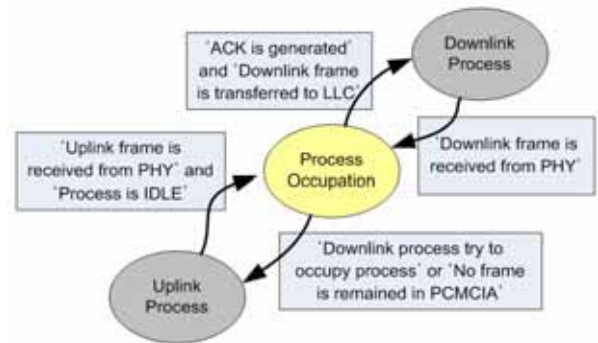 `ACK is generated´
and `Downlink frame
is transferred to LLC´
Downlink
Process
`Uplink frame is
received from PHY´ and
`Process is IDLE´
Process
Occupation
`Downlink frame is
received from PHY´
Uplink
Process
`Downlink process try to
occupy process´ or `No frame
is remained in PCMCIA´